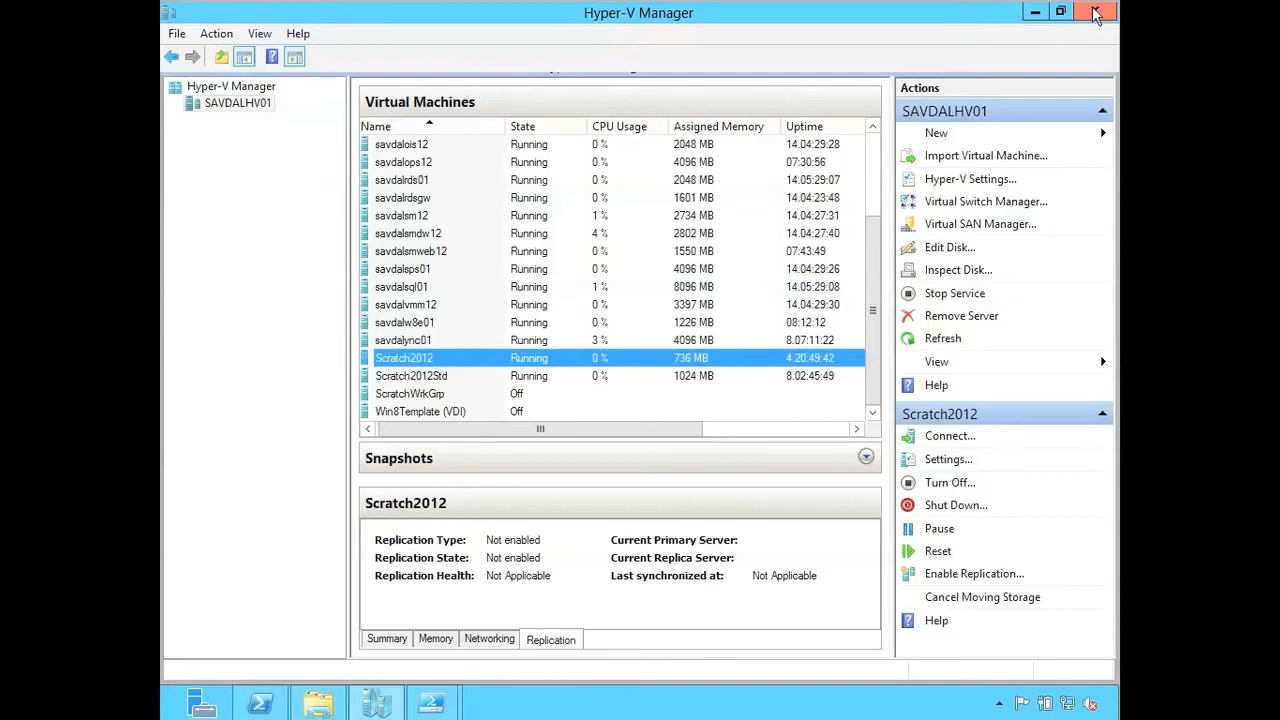 Hyper-V Manager
File Action View Help
Hyper-V Manager
SAVDALHV01
Virtual Machines
Name State CPU Usage Assigned Memory Uptime
savdalois12 Running 0 % 2048 MB 14.04:29:28
savdalops12 Running 0 % 4096 MB 07:30:56
savdalrds01 Running 0 % 2048 MB 14.05:29:07
savdalrdsgw Running 0 % 1601 MB 14.04:23:48
savdalsm12 Running 1 % 2734 MB 14.04:27:31
savdalsmdw12 Running 4 % 2802 MB 14.04:27:40
savdalsmweb12 Running 0 % 1550 MB 07:43:49
savdalsps01 Running 0 % 4096 MB 14.04:29:26
savdalsql01 Running 1 % 8096 MB 14.05:29:08
savdalvmm12 Running 0 % 3397 MB 14.04:29:30
savdalw8e01 Running 0 % 1226 MB 08:12:12
savdalync01 Running 3 % 4096 MB 8.07:11:22
Scratch2012 Running 0 % 736 MB 4.20:49:42
Scratch2012Std Running 0 % 1024 MB 8.02:45:49
ScratchWrkGrp Off
Win8Template (VDI) Off
Snapshots
Scratch2012
Replication Type: Not enabled Current Primary Server:
Replication State: Not enabled Current Replica Server:
Replication Health: Not Applicable Last synchronized at: Not Applicable
Summary Memory Networking Replication
Actions
SAVDALHV01
New
Import Virtual Machine...
Hyper-V Settings...
Virtual Switch Manager...
Virtual SAN Manager...
Edit Disk...
Inspect Disk...
Stop Service
Remove Server
Refresh
View
Help
Scratch2012
Connect...
Settings...
Turn Off...
Shut Down...
Pause
Reset
Enable Replication...
Cancel Moving Storage
Help